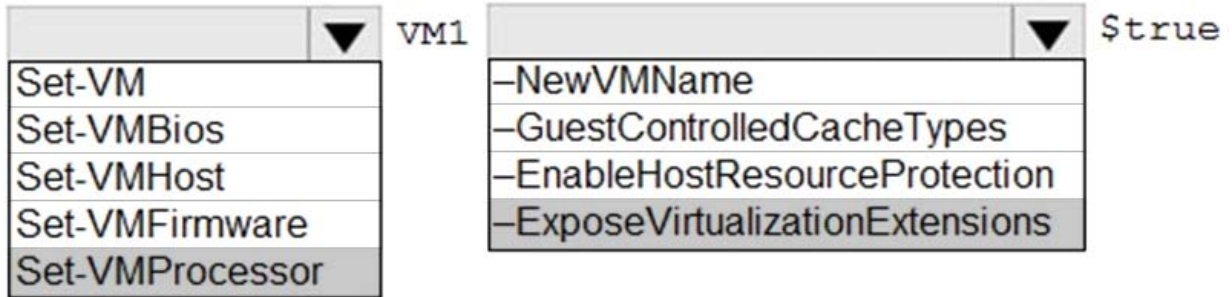 VM1 $true
Set-VM
Set-VMBios
Set-VMHost
Set-VMFirmware
Set-VMProcessor
–NewVMName
–GuestControlledCacheTypes
–EnableHostResourceProtection
–ExposeVirtualizationExtensions